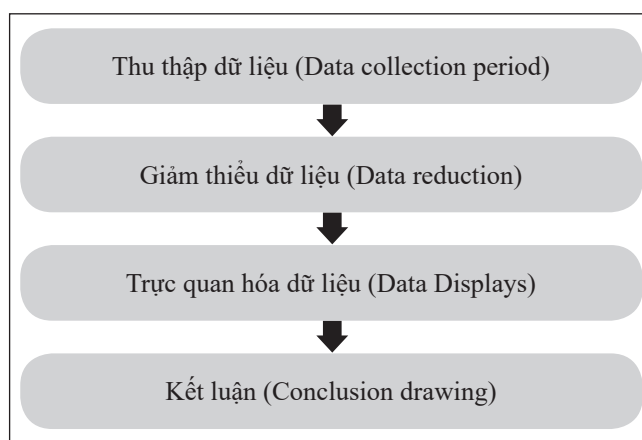 Thu thập dữ liệu (Data collection period)
Giảm thiểu dữ liệu (Data reduction)
Trực quan hóa dữ liệu (Data Displays)
Kết luận (Conclusion drawing)